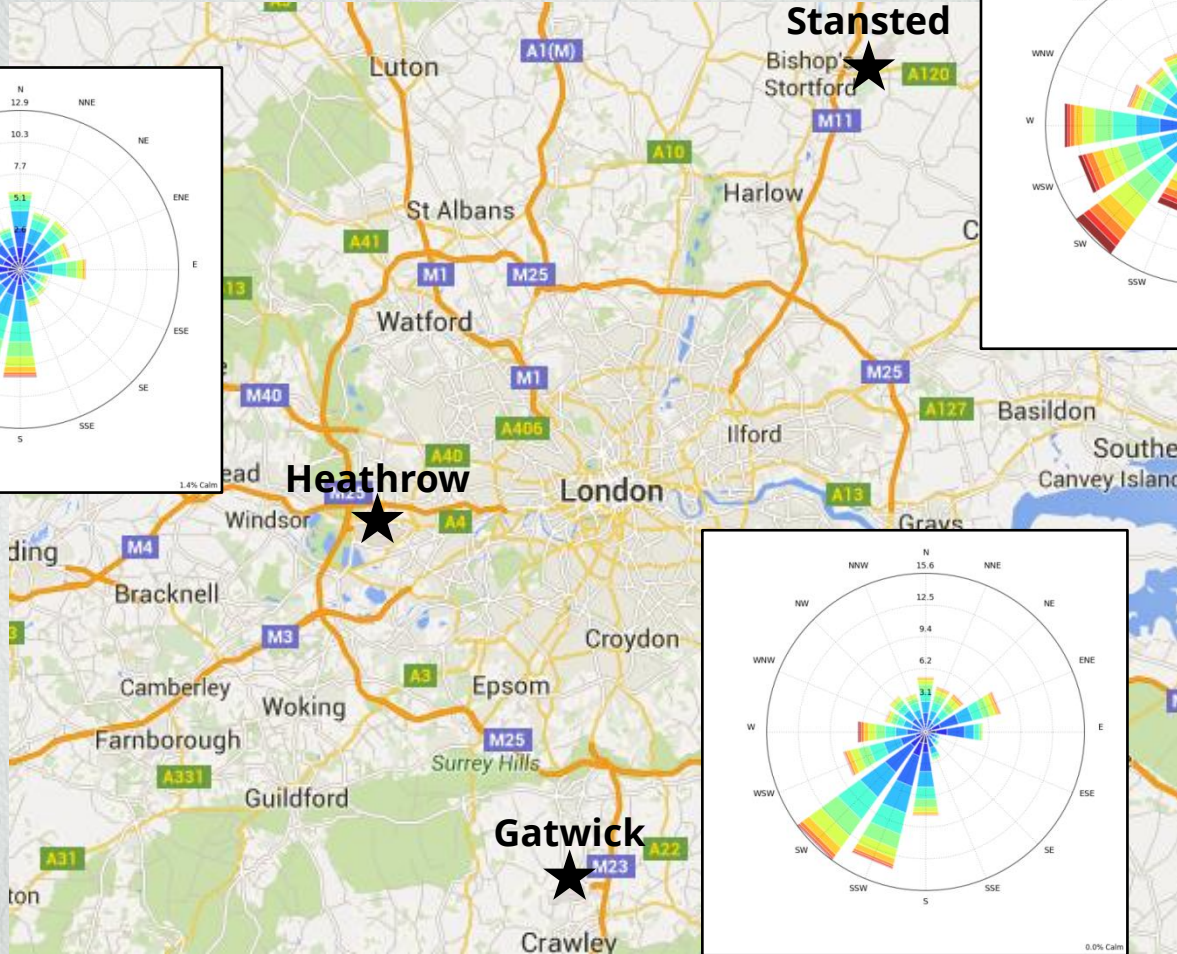 Stansted
A1(M)
Luton
Bishop's
Stortford
A120
M11
A10
Harlow
St Albans
A41
M1
M25
Watford
M1
M25
M40
A406
A127
Basildon
Ilford
A40
Heathrow
M25
London
Southe
Canvey Island
A13
Windsor
A4
Grays
M4
Bracknell
M3
Croydon
A3
Camberley
Epsom
Woking
Farnborough
M25
Surrey Hills
A331
Guildford
Gatwick
A22
A31
M23
Crawley
N
12.9
NNE
10.3
NE
7.7
ENE
5.1
2.6
E
ESE
SE
SSE
S
1.4% Calm
WNW
W
WSW
SW
SSW
N
15.6
NNW
NNE
12.5
NW
NE
9.4
WNW
ENE
6.2
3.1
W
E
WSW
ESE
SW
SE
SSW
SSE
S
0.0% Calm